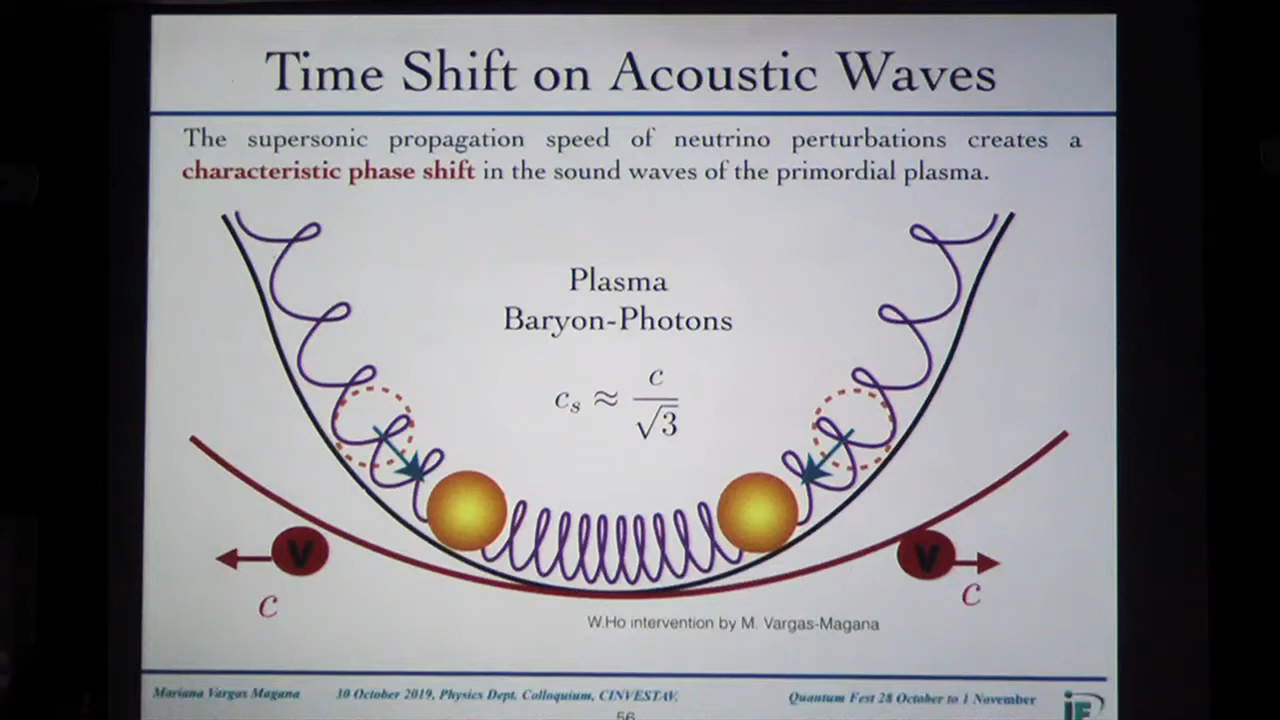 Time Shift on Acoustic Waves
The supersonic propagation speed of neutrino perturbations creates a
characteristic phase shift in the sound waves of the primordial plasma.
Plasma
Baryon-Photons
c_s ≈ c/√3
V
V
c
c
W.Ho intervention by M. Vargas-Magana
Mariana Vargas Magana 30 October 2019, Physics Dept. Colloquium, CINVESTAV. Quantum Fest 28 October to 1 November
56
iF